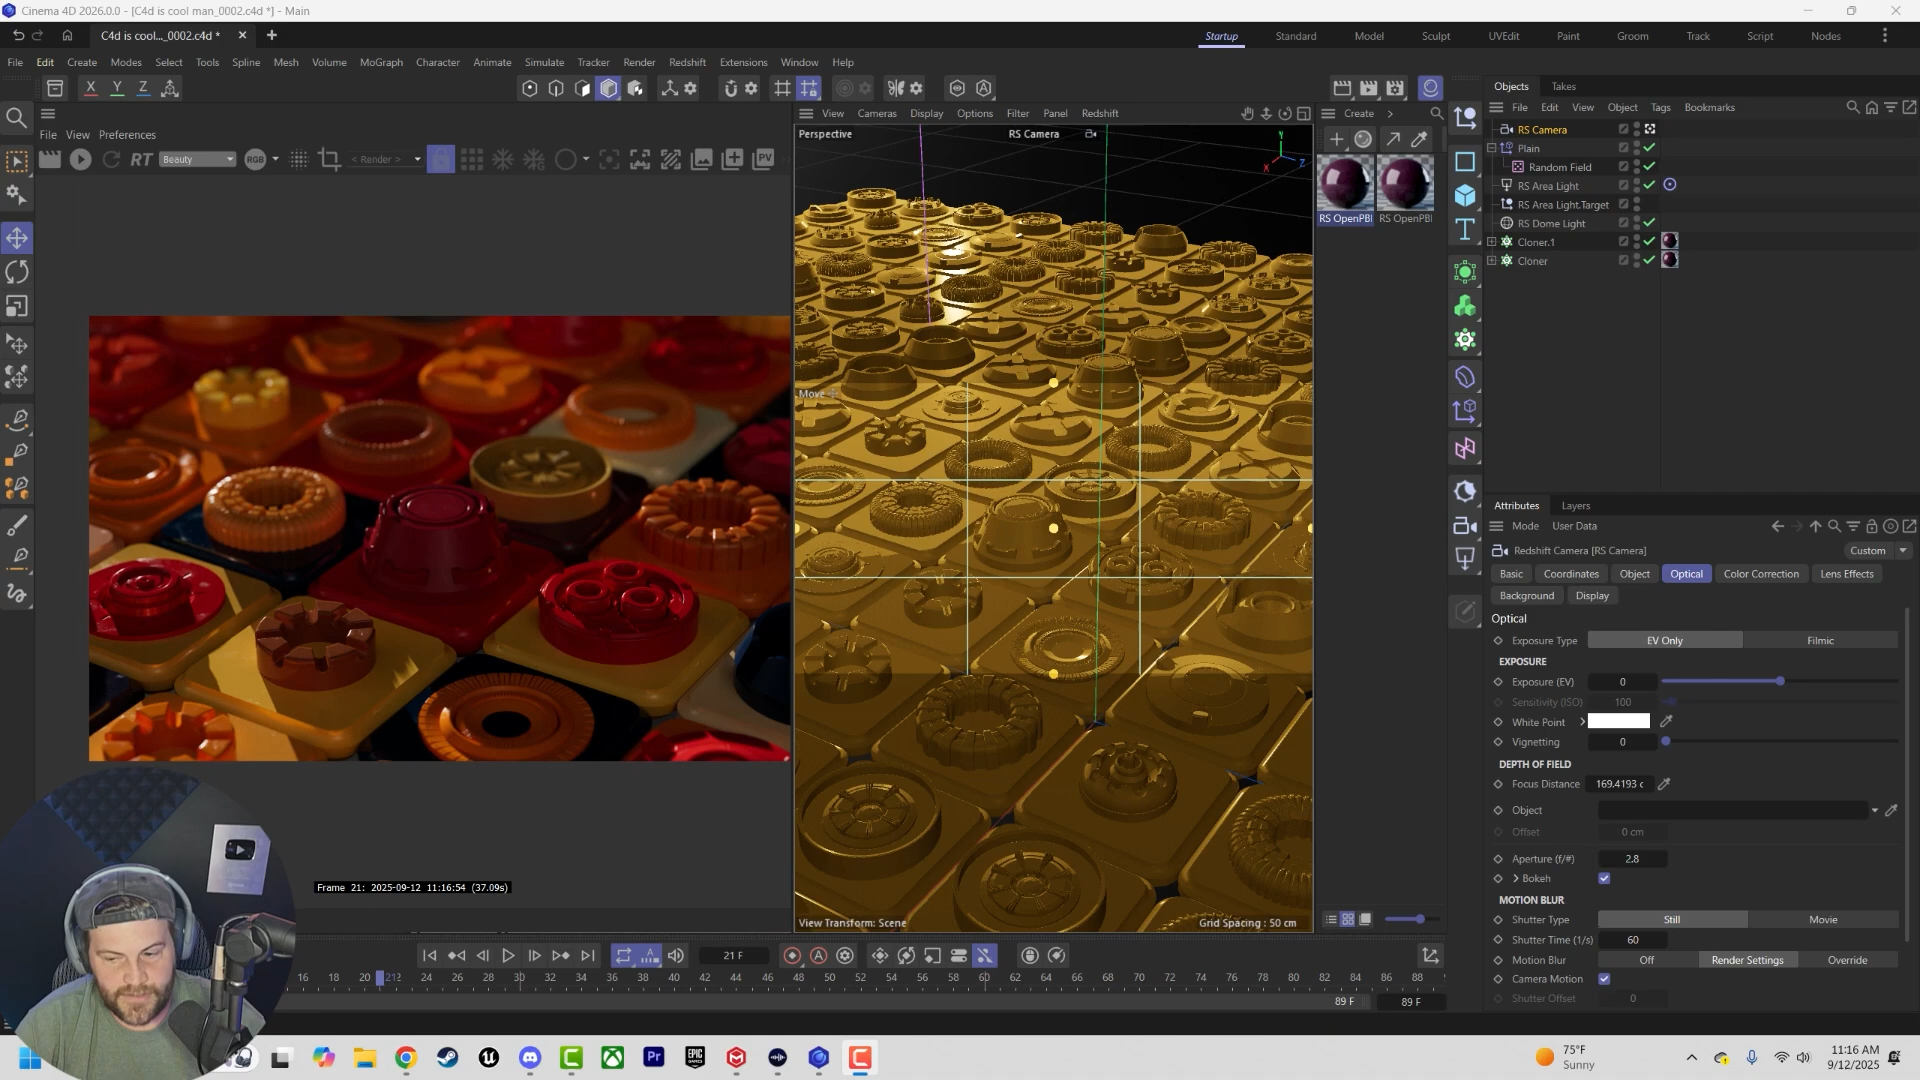 Cinema 4D 2026.0.0 - [C4d is cool man_0002.c4d *] - Main
C4d is cool..._0002.c4d *
Startup Standard Model Sculpt UVEdit Paint Groom Track Script Nodes
File Edit Create Modes Select Tools Spline Mesh Volume MoGraph Character Animate Simulate Tracker Render Redshift Extensions Window Help
X Y Z
File View Preferences
RT Beauty RGB < Render > PV
View Cameras Display Options Filter Panel Redshift
Perspective
RS Camera
Y
X
Z
Move
View Transform: Scene
Grid Spacing : 50 cm
Create
RS OpenPBI RS OpenPBI
Objects Takes
File Edit View Object Tags Bookmarks
RS Camera
Plain
Random Field
RS Area Light
RS Area Light.Target
RS Dome Light
Cloner.1
Cloner
Attributes Layers
Mode User Data
Redshift Camera [RS Camera]
Custom
Basic Coordinates Object Optical Color Correction Lens Effects
Background Display
Optical
Exposure Type EV Only Filmic
EXPOSURE
Exposure (EV) 0
Sensitivity (ISO) 100
White Point
Vignetting 0
DEPTH OF FIELD
Focus Distance 169.4193 c
Object
Offset 0 cm
Aperture (f/#) 2.8
Bokeh
MOTION BLUR
Shutter Type Still Movie
Shutter Time (1/s) 60
Motion Blur Off Render Settings Override
Camera Motion
Shutter Offset 0
Frame 21: 2025-09-12 11:16:54 (37.09s)
21 F
16 18 20 212 24 26 28 30 32 34 36 38 40 42 44 46 48 50 52 54 56 58 60 62 64 66 68 70 72 74 76 78 80 82 84 86 88
89 F 89 F
75°F
Sunny
11:16 AM
9/12/2025